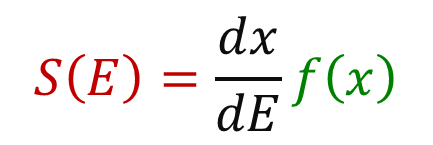 S(E) = dx/dE f(x)